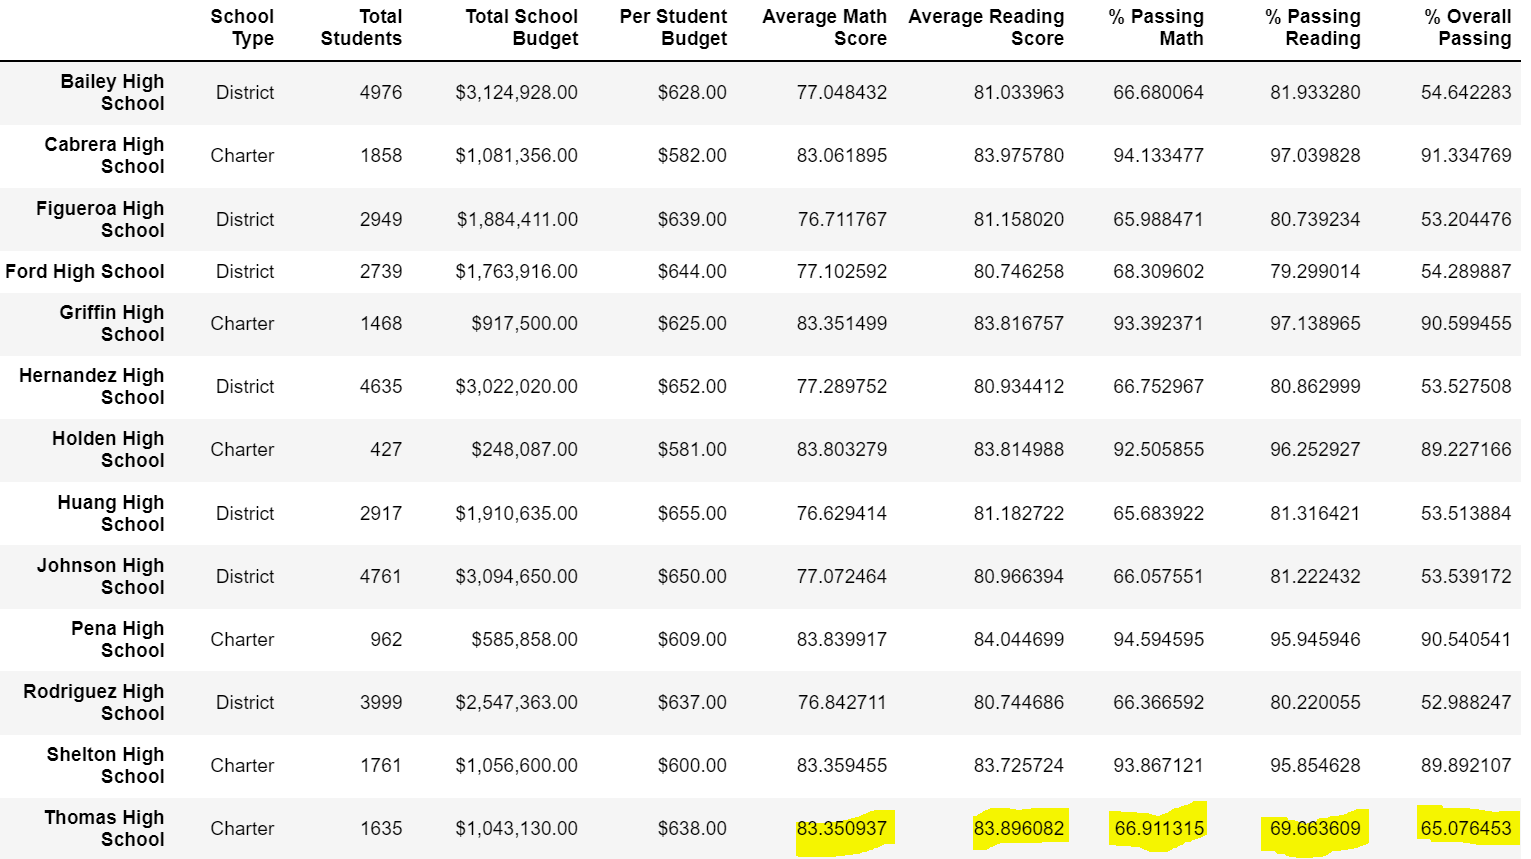 School Type Total Students Total School Budget Per Student Budget Average Math Score Average Reading Score % Passing Math % Passing Reading % Overall Passing
Bailey High School District 4976 $3,124,928.00 $628.00 77.048432 81.033963 66.680064 81.933280 54.642283
Cabrera High School Charter 1858 $1,081,356.00 $582.00 83.061895 83.975780 94.133477 97.039828 91.334769
Figueroa High School District 2949 $1,884,411.00 $639.00 76.711767 81.158020 65.988471 80.739234 53.204476
Ford High School District 2739 $1,763,916.00 $644.00 77.102592 80.746258 68.309602 79.299014 54.289887
Griffin High School Charter 1468 $917,500.00 $625.00 83.351499 83.816757 93.392371 97.138965 90.599455
Hernandez High School District 4635 $3,022,020.00 $652.00 77.289752 80.934412 66.752967 80.862999 53.527508
Holden High School Charter 427 $248,087.00 $581.00 83.803279 83.814988 92.505855 96.252927 89.227166
Huang High School District 2917 $1,910,635.00 $655.00 76.629414 81.182722 65.683922 81.316421 53.513884
Johnson High School District 4761 $3,094,650.00 $650.00 77.072464 80.966394 66.057551 81.222432 53.539172
Pena High School Charter 962 $585,858.00 $609.00 83.839917 84.044699 94.594595 95.945946 90.540541
Rodriguez High School District 3999 $2,547,363.00 $637.00 76.842711 80.744686 66.366592 80.220055 52.988247
Shelton High School Charter 1761 $1,056,600.00 $600.00 83.359455 83.725724 93.867121 95.854628 89.892107
Thomas High School Charter 1635 $1,043,130.00 $638.00 83.350937 83.896082 66.911315 69.663609 65.076453